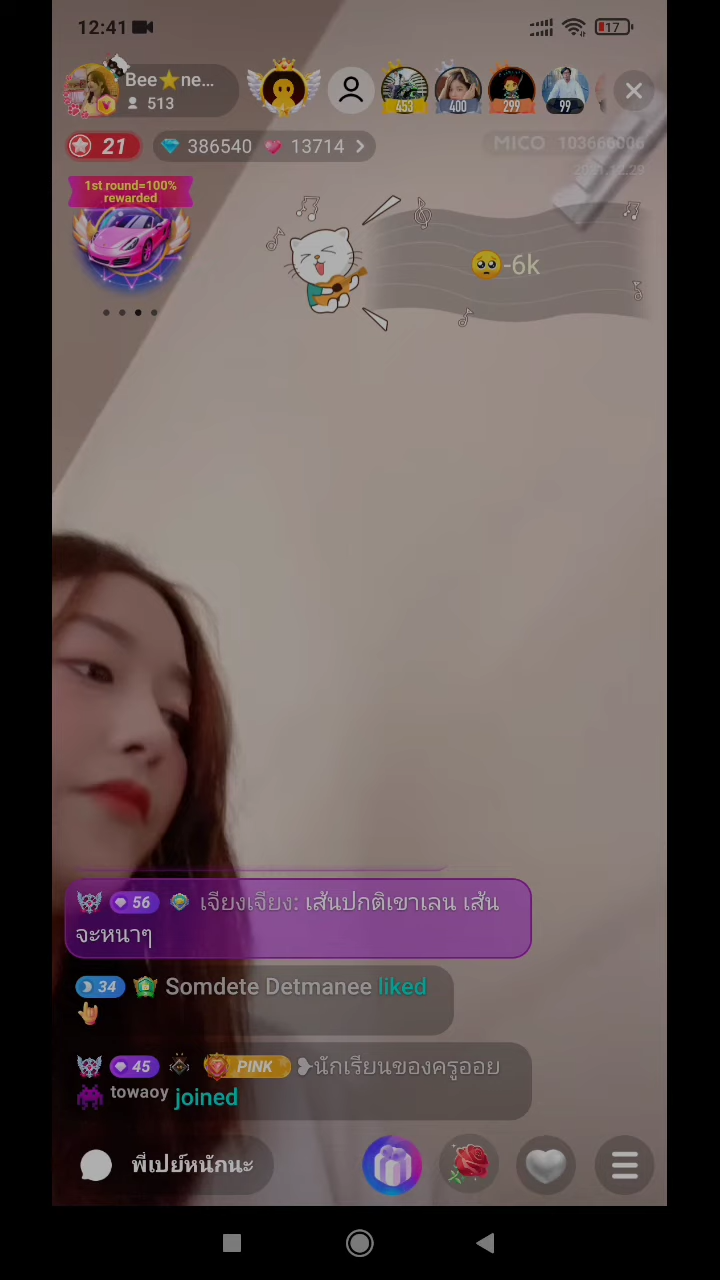 12:41
17
Bee⭐ne...
513
453
400
299
99
21
386540
13714
MICO 103666006
2021.12.29
1st round=100%
rewarded
🥺-6k
56 เจียงเจียง: เส้นปกติเขาเลน เส้น
จะหนาๆ
34 Somdete Detmanee liked
🤟
45 PINK ❥นักเรียนของครูออย
👾 towaoy joined
พี่เปย์หนักนะ